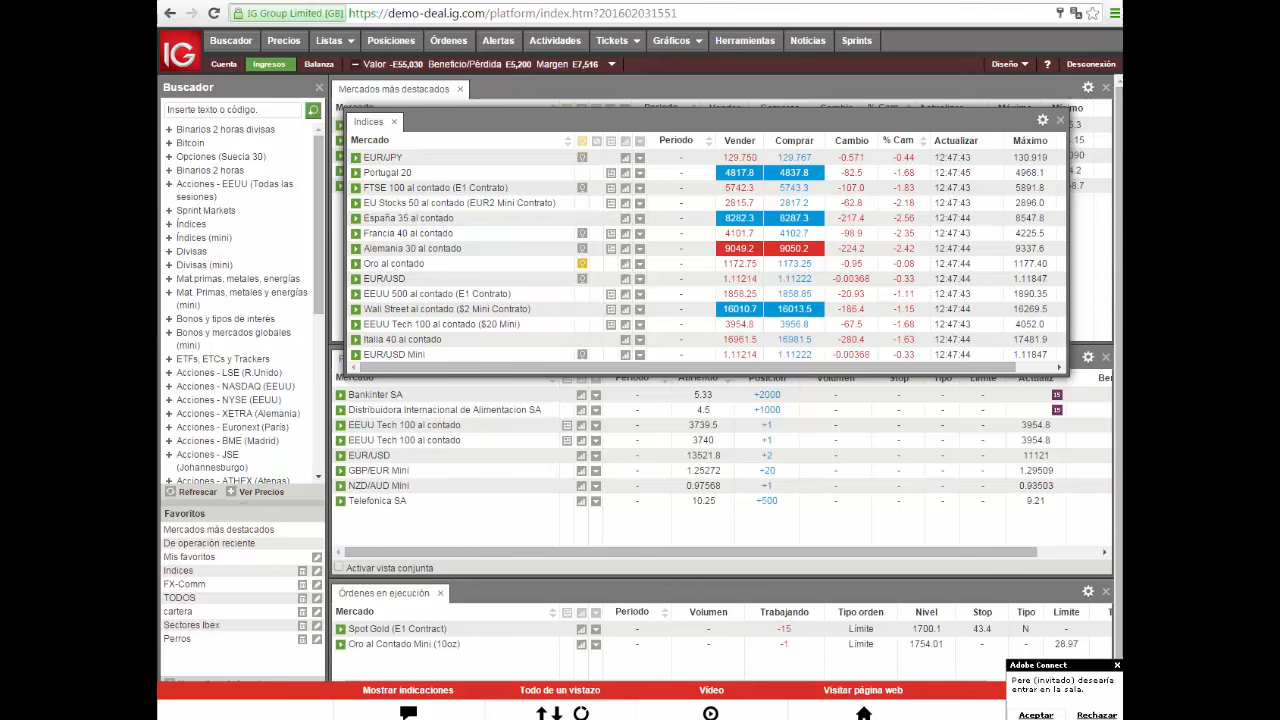 IG Group Limited [GB] https://demo-deal.ig.com/platform/index.htm?201602031551
IG Buscador Precios Listas Posiciones Órdenes Alertas Actividades Tickets Gráficos Herramientas Noticias Sprints
Cuenta Ingresos Balanza Valor -E55,030 Beneficio/Pérdida E5,200 Margen E7,516 Diseño ? Desconexión
Buscador
Inserte texto o código.
Binarios 2 horas divisas
Bitcoin
Opciones (Suecia 30)
Binarios 2 horas
Acciones - EEUU (Todas las
sesiones)
Sprint Markets
Índices
Índices (mini)
Divisas
Divisas (mini)
Mat.primas, metales, energías
Mat. Primas, metales, energías
(mini)
Bonos y tipos de interés
Bonos y mercados globales
(mini)
ETFs, ETCs y Trackers
Acciones - LSE (R.Unido)
Acciones - NASDAQ (EEUU)
Acciones - NYSE (EEUU)
Acciones - XETRA (Alemania)
Acciones - Euronext (París)
Acciones - BME (Madrid)
Acciones - JSE
(Johannesburgo)
Acciones - ATHEX (Atenas)
Refrescar Ver Precios
Favoritos
Mercados más destacados
De operación reciente
Mis favoritos
Indices
FX-Comm
TODOS
cartera
Sectores Ibex
Perros
Mercados más destacados
Indices
Mercado Periodo Vender Comprar Cambio % Cam Actualizar Máximo
EUR/JPY - 129.750 129.767 -0.571 -0.44 12:47:43 130.919
Portugal 20 - 4817.8 4837.8 -82.5 -1.68 12:47:45 4968.1
FTSE 100 al contado (E1 Contrato) - 5742.3 5743.3 -107.0 -1.83 12:47:43 5891.8
EU Stocks 50 al contado (EUR2 Mini Contrato) - 2815.7 2817.2 -62.8 -2.18 12:47:43 2896.0
España 35 al contado - 8282.3 8287.3 -217.4 -2.56 12:47:44 8547.8
Francia 40 al contado - 4101.7 4102.7 -98.9 -2.35 12:47:43 4225.5
Alemania 30 al contado - 9049.2 9050.2 -224.2 -2.42 12:47:44 9337.6
Oro al contado - 1172.75 1173.25 -0.95 -0.08 12:47:44 1177.40
EUR/USD - 1.11214 1.11222 -0.00368 -0.33 12:47:44 1.11847
EEUU 500 al contado (E1 Contrato) - 1858.25 1858.85 -20.93 -1.11 12:47:43 1890.35
Wall Street al contado ($2 Mini Contrato) - 16010.7 16013.5 -186.4 -1.15 12:47:44 16269.5
EEUU Tech 100 al contado ($20 Mini) - 3954.8 3956.8 -67.5 -1.68 12:47:44 4052.0
Italia 40 al contado - 16961.5 16981.5 -280.4 -1.63 12:47:44 17481.9
EUR/USD Mini - 1.11214 1.11222 -0.00368 -0.33 12:47:44 1.11847
Mercado Periodo Abriendo Posición Volumen Stop Tipo Límite Actualiz Ber
Bankinter SA - 5.33 +2000 - - - - 15
Distribuidora Internacional de Alimentacion SA - 4.5 +1000 - - - - 15
EEUU Tech 100 al contado - 3739.5 +1 - - - - 3954.8
EEUU Tech 100 al contado - 3740 +1 - - - - 3954.8
EUR/USD - 13521.8 +2 - - - - 11121
GBP/EUR Mini - 1.25272 +20 - - - - 1.29509
NZD/AUD Mini - 0.97568 +1 - - - - 0.93503
Telefonica SA - 10.25 +500 - - - - 9.21
Activar vista conjunta
Órdenes en ejecución
Mercado Periodo Volumen Trabajando Tipo orden Nivel Stop Tipo Límite
Spot Gold (E1 Contract) - - -15 Límite 1700.1 43.4 N -
Oro al Contado Mini (10oz) - - -1 Límite 1754.01 - - 28.97
Mostrar indicaciones Todo de un vistazo Vídeo Visitar página web
Adobe Connect
Pere (invitado) desearía
entrar en la sala.
Aceptar Rechazar